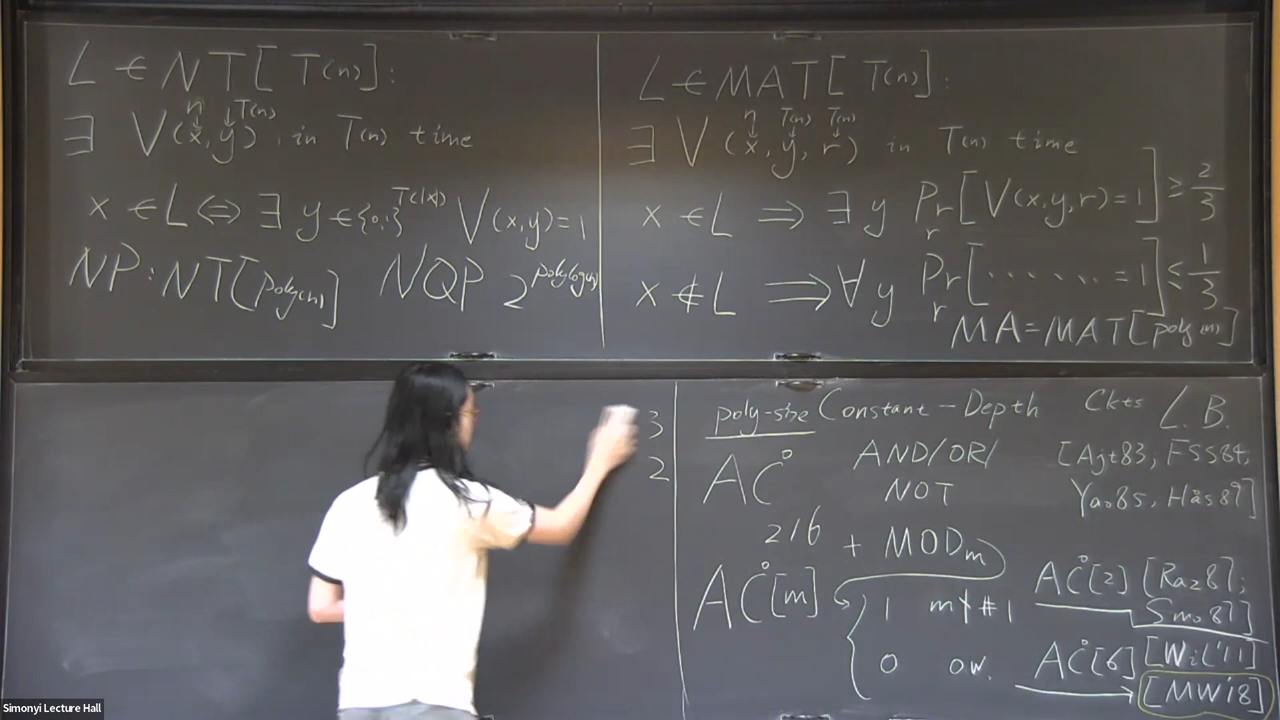 L ∈ NT[T(n)]:
n T(n)
∃ V(x,y) in T(n) time
x ∈ L ⇔ ∃ y ∈ {0,1}^{T(|x|)} V(x,y)=1
NP: NT[poly(n)] NQP 2^{polylog(n)}
L ∈ MAT[T(n)]:
n T(n) T(n)
∃ V(x, y, r) in T(n) time
x ∈ L ⇒ ∃ y Pr_r[V(x,y,r)=1] ≥ 2/3
x ∉ L ⇒ ∀ y Pr_r[......=1] ≤ 1/3
MA=MAT[poly(n)]
3
2
poly-size Constant-Depth Ckts L.B.
AC⁰ AND/OR/ [Ajt83, FSS84,
NOT Yao85, Hås89]
2/6 + MOD_m
AC⁰[m] AC⁰[2] [Raz87;
1 m∤#1 Smo87]
0 ow. AC⁰[6] [Wil'11]
[MW18]
Simonyi Lecture Hall